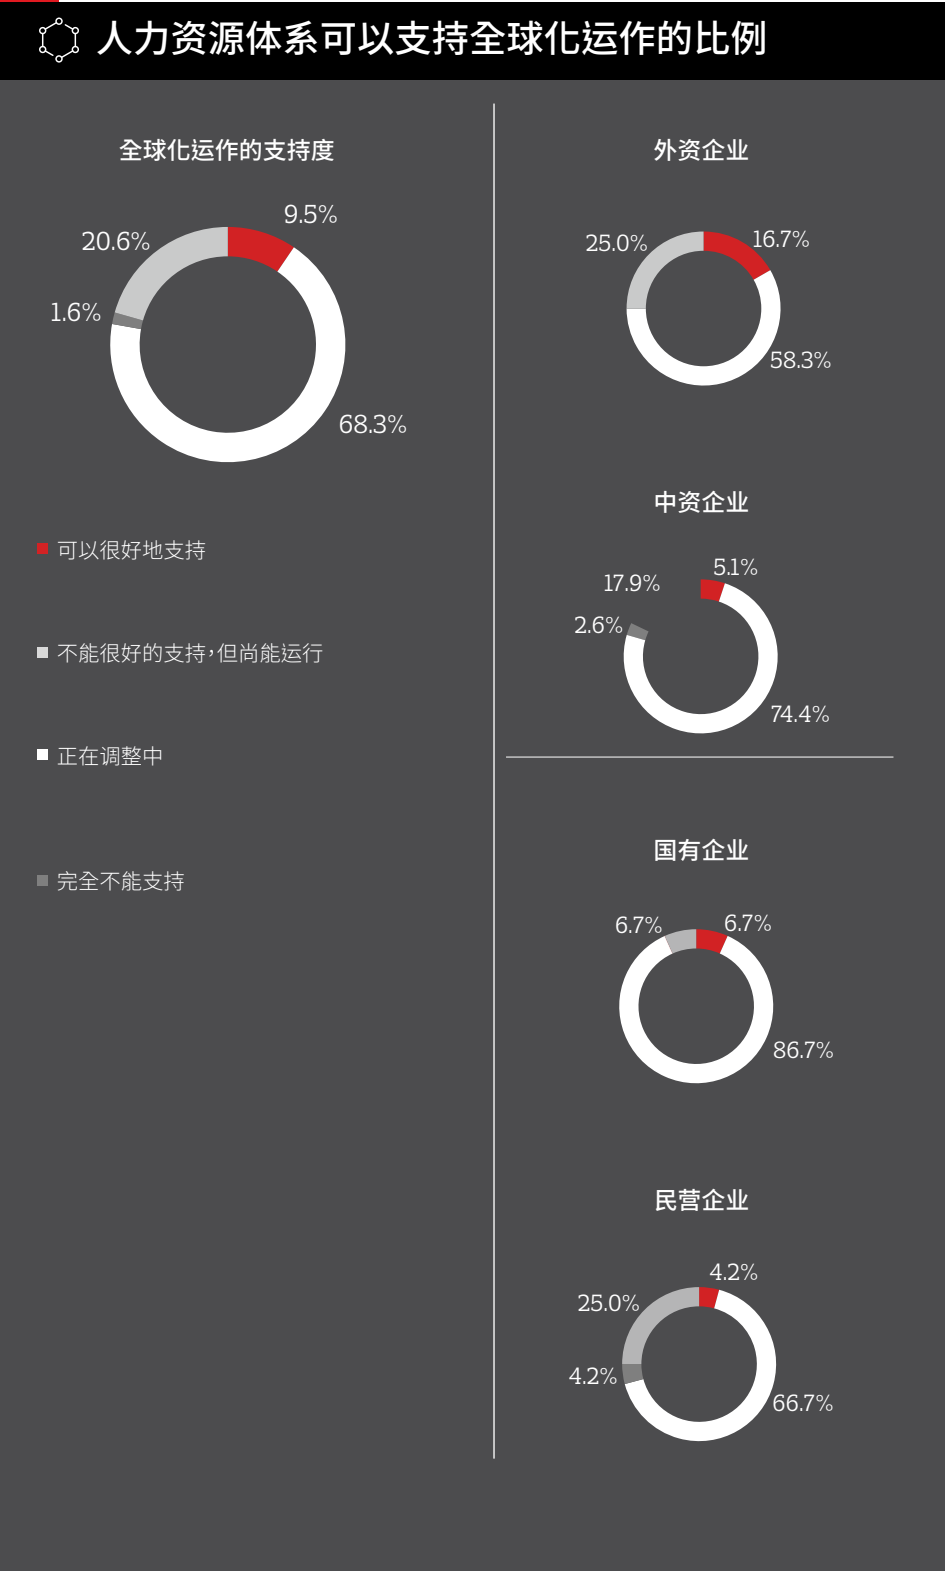 人力资源体系可以支持全球化运作的比例
全球化运作的支持度
9.5%
20.6%
1.6%
68.3%
可以很好地支持
不能很好的支持，但尚能运行
正在调整中
完全不能支持
外资企业
25.0%
16.7%
58.3%
中资企业
5.1%
17.9%
2.6%
74.4%
国有企业
6.7%
6.7%
86.7%
民营企业
4.2%
25.0%
4.2%
66.7%